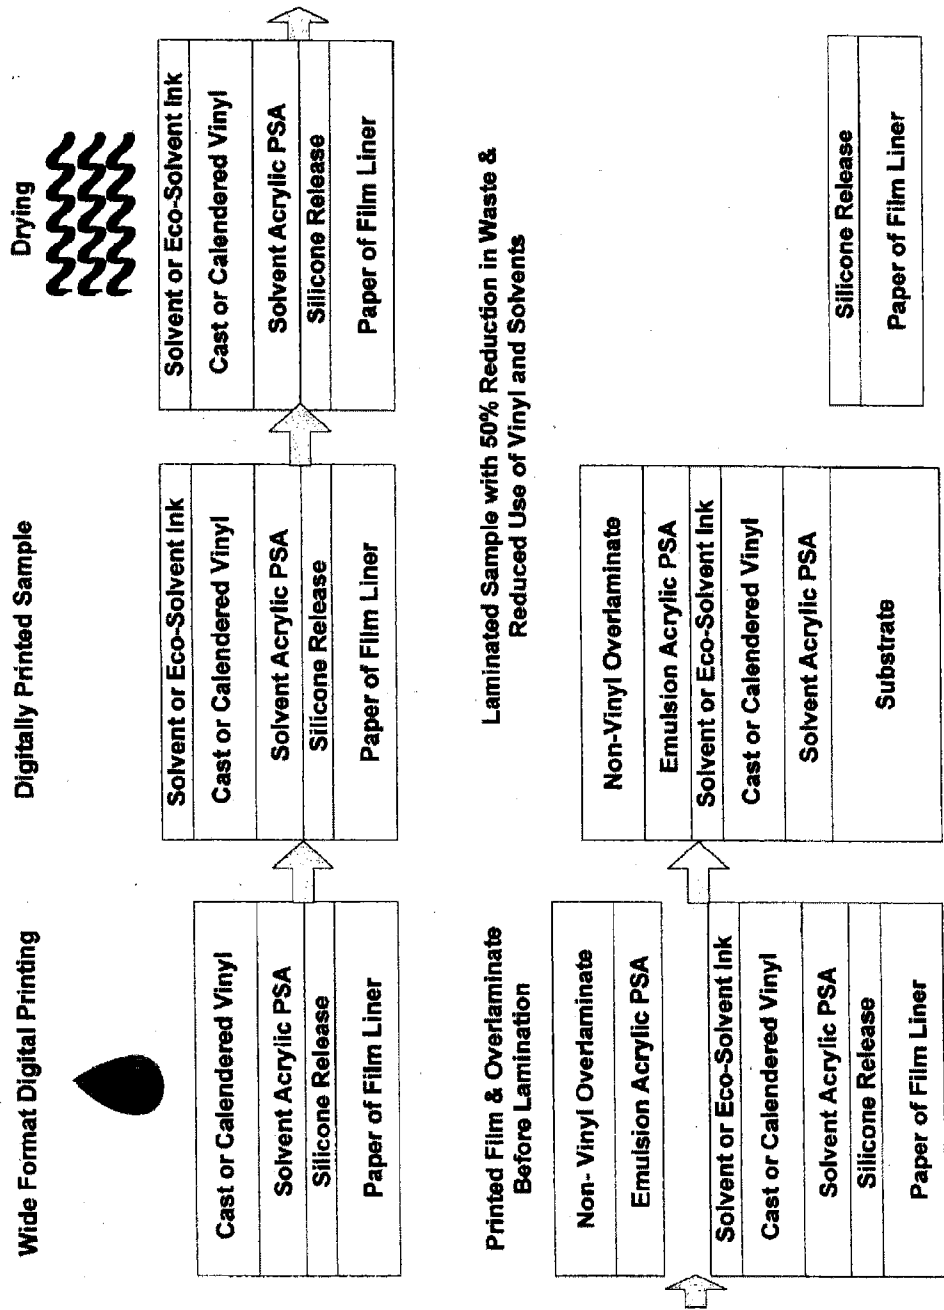 Wide Format Digital Printing
Cast or Calendered Vinyl
Solvent Acrylic PSA
Silicone Release
Paper of Film Liner
Digitally Printed Sample
Solvent or Eco-Solvent Ink
Cast or Calendered Vinyl
Solvent Acrylic PSA
Silicone Release
Paper of Film Liner
Drying
Solvent or Eco-Solvent Ink
Cast or Calendered Vinyl
Solvent Acrylic PSA
Silicone Release
Paper of Film Liner
Printed Film & Overlaminate
Before Lamination
Non- Vinyl Overlaminate
Emulsion Acrylic PSA
Solvent or Eco-Solvent Ink
Cast or Calendered Vinyl
Solvent Acrylic PSA
Silicone Release
Paper of Film Liner
Laminated Sample with 50% Reduction in Waste &
Reduced Use of Vinyl and Solvents
Non-Vinyl Overlaminate
Emulsion Acrylic PSA
Solvent or Eco-Solvent Ink
Cast or Calendered Vinyl
Solvent Acrylic PSA
Substrate
Silicone Release
Paper of Film Liner